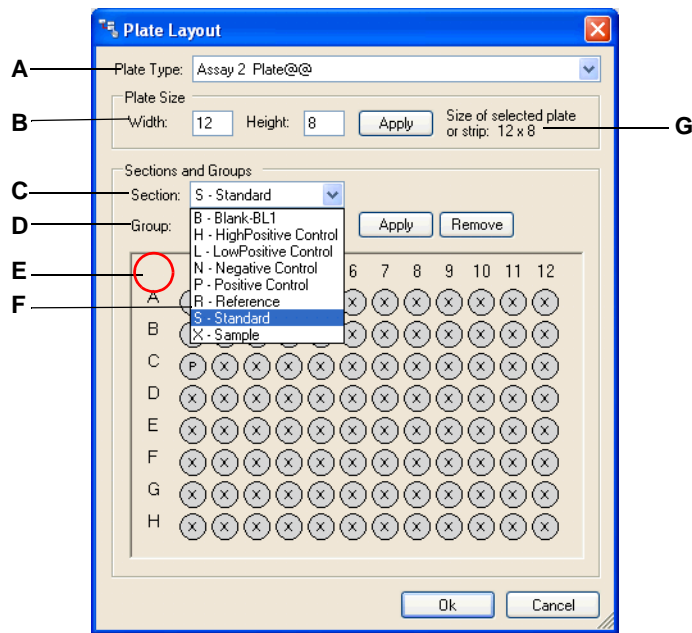 Plate Layout
A
Plate Type: Assay 2 Plate@@
Plate Size
B
Width: 12 Height: 8 Apply Size of selected plate
or strip: 12 x 8
G
Sections and Groups
C
Section: S - Standard
D
Group: Apply Remove
B - Blank-BL1
H - HighPositive Control
L - LowPositive Control
N - Negative Control
P - Positive Control
R - Reference
S - Standard
X - Sample
E
F
6 7 8 9 10 11 12
A X X X X X X X
B X X X X X X X
C P X X X X X X X X X X X
D X X X X X X X X X X X X
E X X X X X X X X X X X X
F X X X X X X X X X X X X
G X X X X X X X X X X X X
H X X X X X X X X X X X X
Ok Cancel